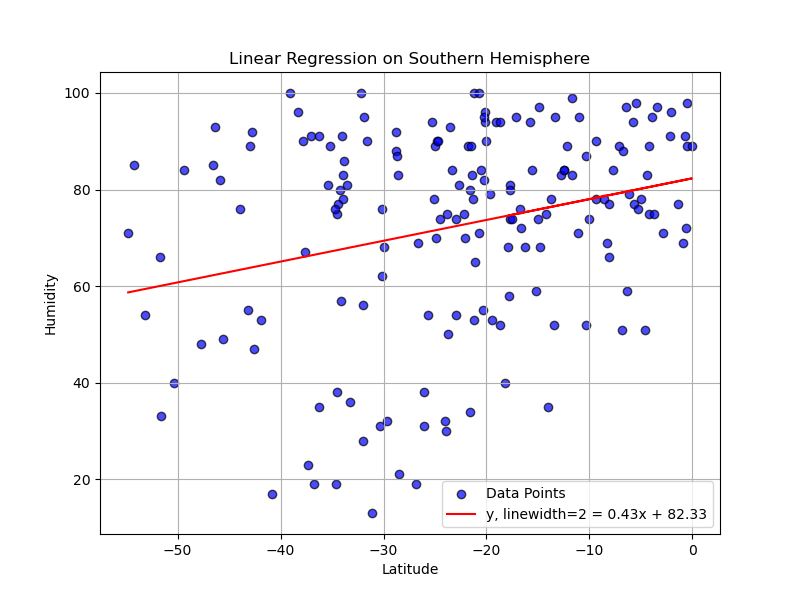 Linear Regression on Southern Hemisphere
100
80
60
40
20
Humidity
−50 −40 −30 −20 −10 0
Latitude
Data Points
y, linewidth=2 = 0.43x + 82.33